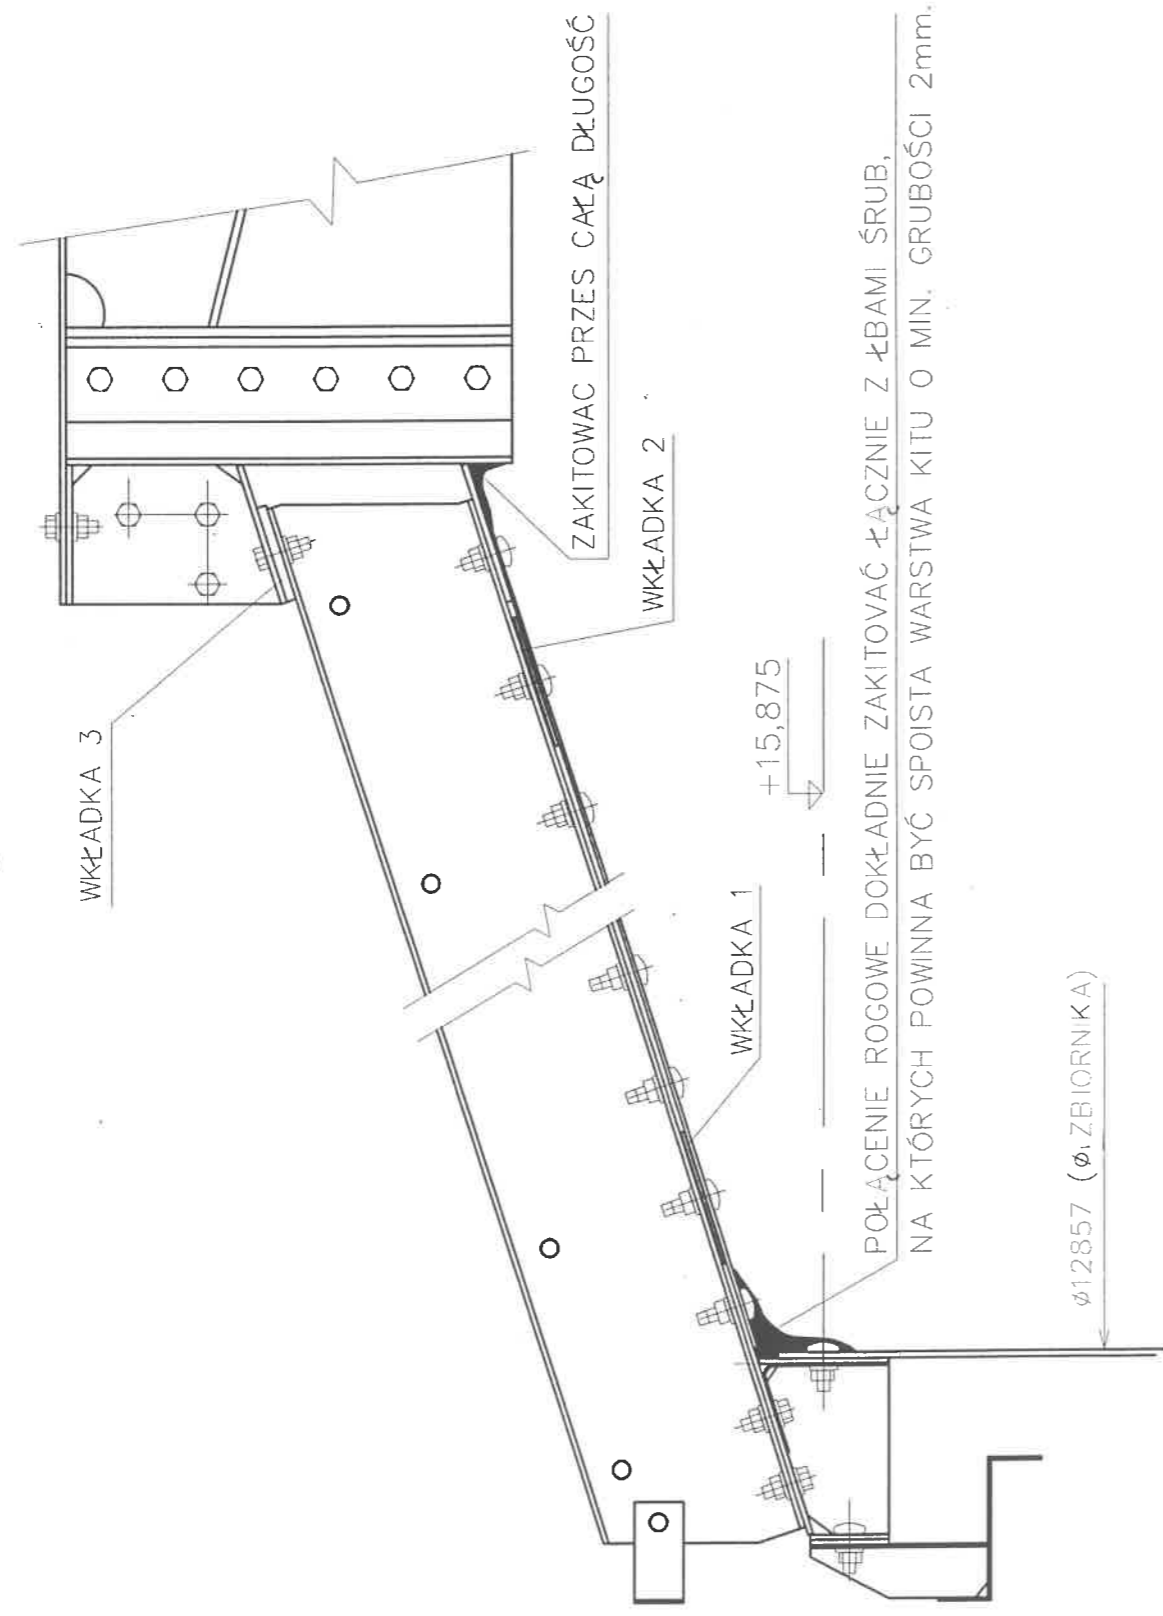 WKŁADKA 3
ZAKITOWAC PRZES CAŁĄ DŁUGOŚĆ
WKŁADKA 2
+15,875
WKŁADKA 1
POŁĄCENIE ROGOWE DOKŁADNIE ZAKITOVAĆ ŁĄCZNIE Z ŁBAMI ŚRUB,
NA KTÓRYCH POWINNA BYĆ SPOISTA WARSTWA KITU O MIN. GRUBOŚCI 2mm.
ø12857 (ø. ZBIORNIKA)